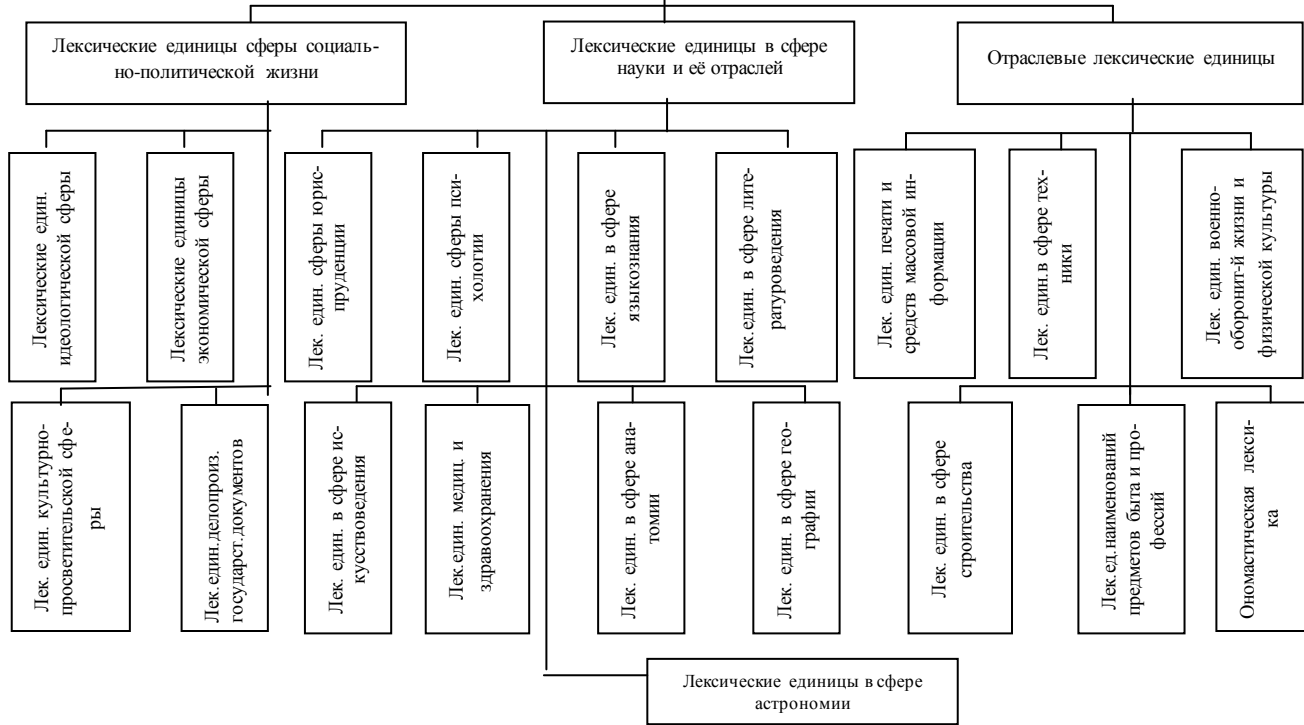 Лексические единицы сферы социаль-
но-политической жизни
Лексические единицы в сфере
науки и её отраслей
Отраслевые лексические единицы
Лексические един.
идеологической сферы
Лексические единицы
экономической сферы
Лек. един. сферы юрис-
пруденции
Лек. един. сферы пси-
хологии
Лек. един. в сфере
языкознания
Лек.един. в сфере лите-
ратуроведения
Лек. един. печати и
средств массовой ин-
формации
Лек. един.в сфере тех-
ники
Лек. един. военно-
оборонит-й жизни и
физической культуры
Лек. един. культурно-
просветительской сфе-
ры
Лек.един.делопроиз.
государст.документов
Лек. един. в сфере ис-
кусствоведения
Лек.един. медиц. и
здравоохранения
Лек. един. в сфере ана-
томии
Лек. един. в сфере гео-
графии
Лек. един. в сфере
строительства
Лек.ед.наименований
предметов быта и про-
фессий
Ономастическая лекси-
ка
Лексические единицы в сфере
астрономии